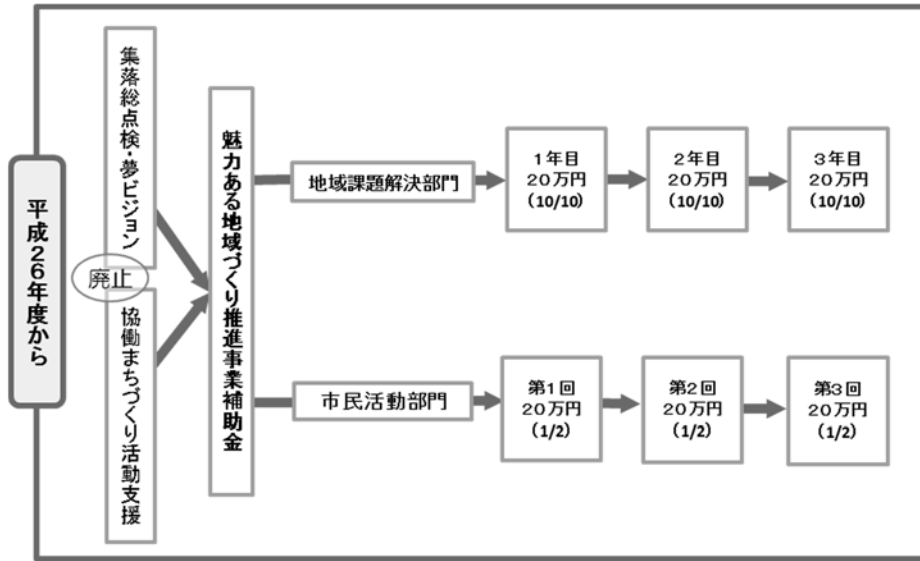 平成26年度から
集落総点検・夢ビジョン
廃止
協働まちづくり活動支援
魅力ある地域づくり推進事業補助金
地域課題解決部門
1年目
20万円
(10/10)
2年目
20万円
(10/10)
3年目
20万円
(10/10)
市民活動部門
第1回
20万円
(1/2)
第2回
20万円
(1/2)
第3回
20万円
(1/2)